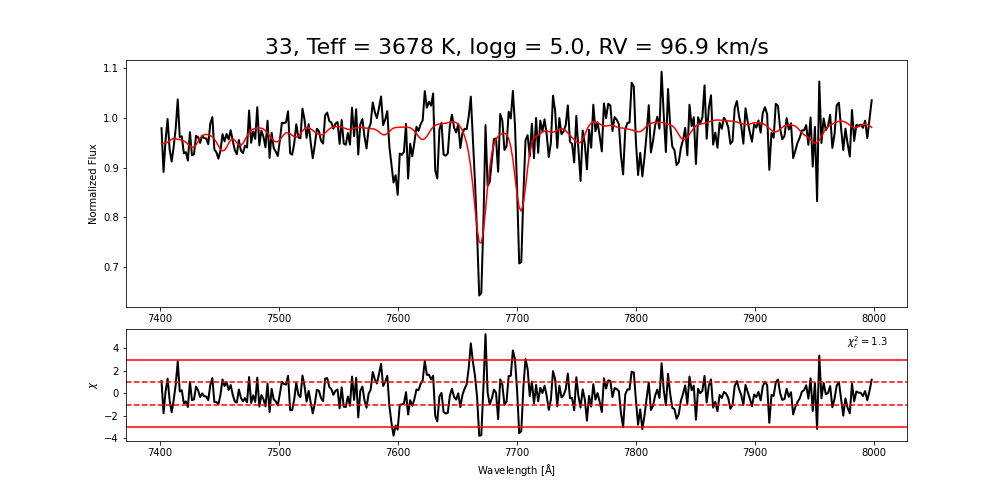 33, Teff = 3678 K, logg = 5.0, RV = 96.9 km/s
1.1
1.0
0.9
0.8
0.7
Normalized Flux
7400 7500 7600 7700 7800 7900 8000
4
2
0
−2
−4
χ
χ²ᵣ = 1.3
7400 7500 7600 7700 7800 7900 8000
Wavelength [Å]